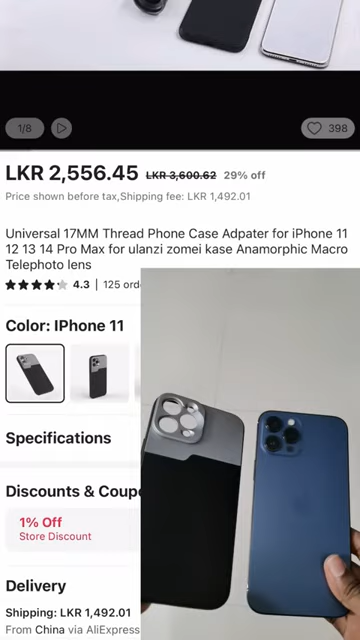 1/8
398
LKR 2,556.45 LKR 3,600.62 29% off
Price shown before tax,Shipping fee: LKR 1,492.01
Universal 17MM Thread Phone Case Adpater for iPhone 11
12 13 14 Pro Max for ulanzi zomei kase Anamorphic Macro
Telephoto lens
4.3 | 125 ord
Color: IPhone 11
Specifications
Discounts & Coup
1% Off
Store Discount
Delivery
Shipping: LKR 1,492.01
From China via AliExpress